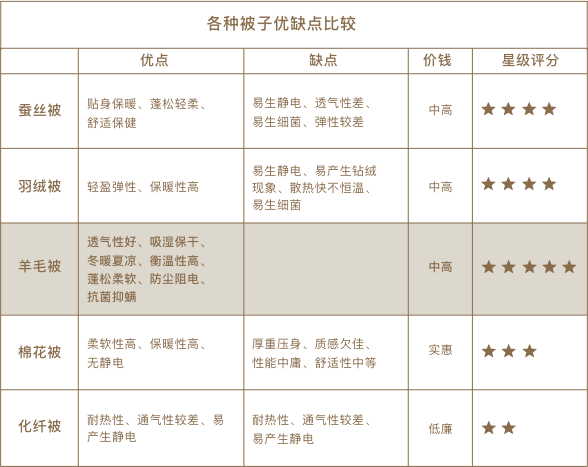 各种被子优缺点比较
优点 缺点 价钱 星级评分
蚕丝被
贴身保暖、蓬松轻柔、
舒适保健
易生静电、透气性差、
易生细菌、弹性较差
中高
★★★★
羽绒被
轻盈弹性、保暖性高
易生静电、易产生钻绒
现象、散热快不恒温、
易生细菌
中高
★★★★
羊毛被
透气性好、吸湿保干、
冬暖夏凉、衡温性高、
蓬松柔软、防尘阻电、
抗菌抑螨
中高
★★★★★
棉花被
柔软性高、保暖性高、
无静电
厚重压身、质感欠佳、
性能中庸、舒适性中等
实惠
★★★
化纤被
耐热性、通气性较差、易
产生静电
耐热性、通气性较差、
易产生静电
低廉
★★